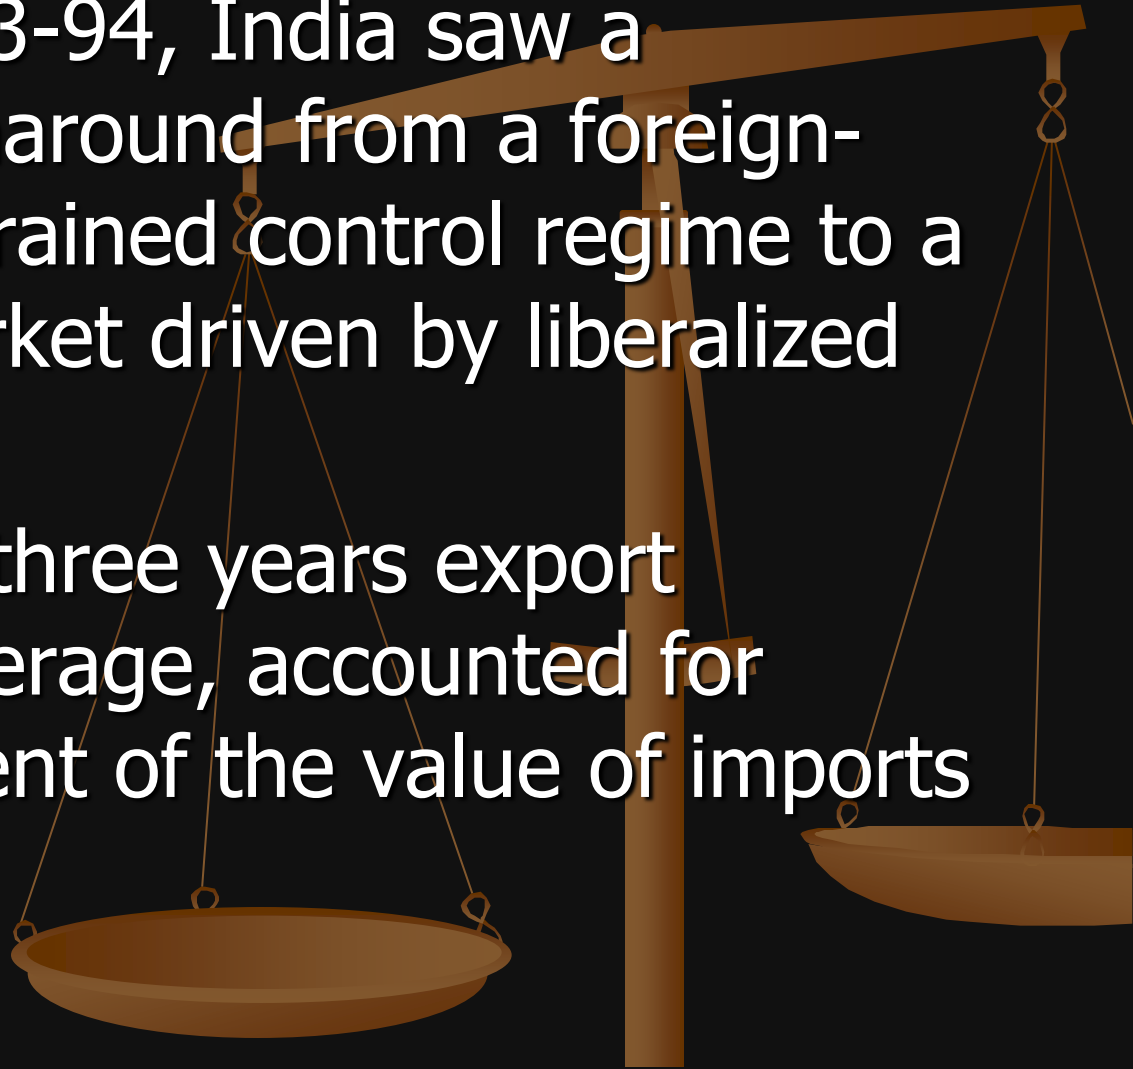 3-94, India saw a
around from a foreign-
rained control regime to a
rket driven by liberalized
three years export
erage, accounted for
ent of the value of imports